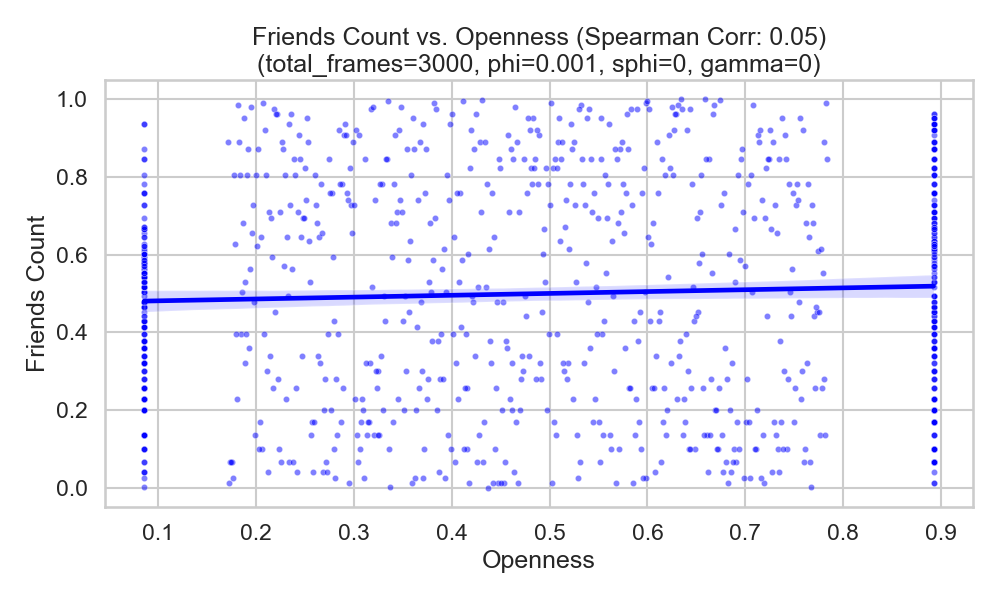 Friends Count vs. Openness (Spearman Corr: 0.05)
(total_frames=3000, phi=0.001, sphi=0, gamma=0)
Friends Count
1.0
0.8
0.6
0.4
0.2
0.0
0.1 0.2 0.3 0.4 0.5 0.6 0.7 0.8 0.9
Openness